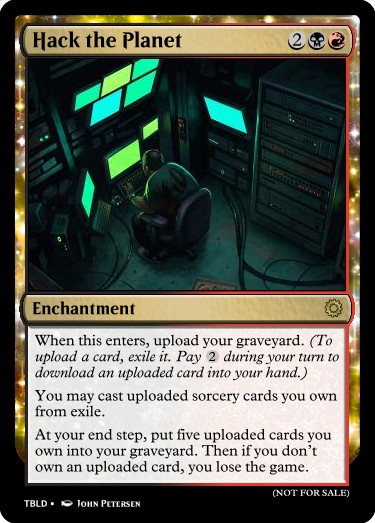 Hack the Planet 2
Enchantment
When this enters, upload your graveyard. (To
upload a card, exile it. Pay 2 during your turn to
download an uploaded card into your hand.)
You may cast uploaded sorcery cards you own
from exile.
At your end step, put five uploaded cards you
own into your graveyard. Then if you don't
own an uploaded card, you lose the game.
(NOT FOR SALE)
TBLD • John Petersen